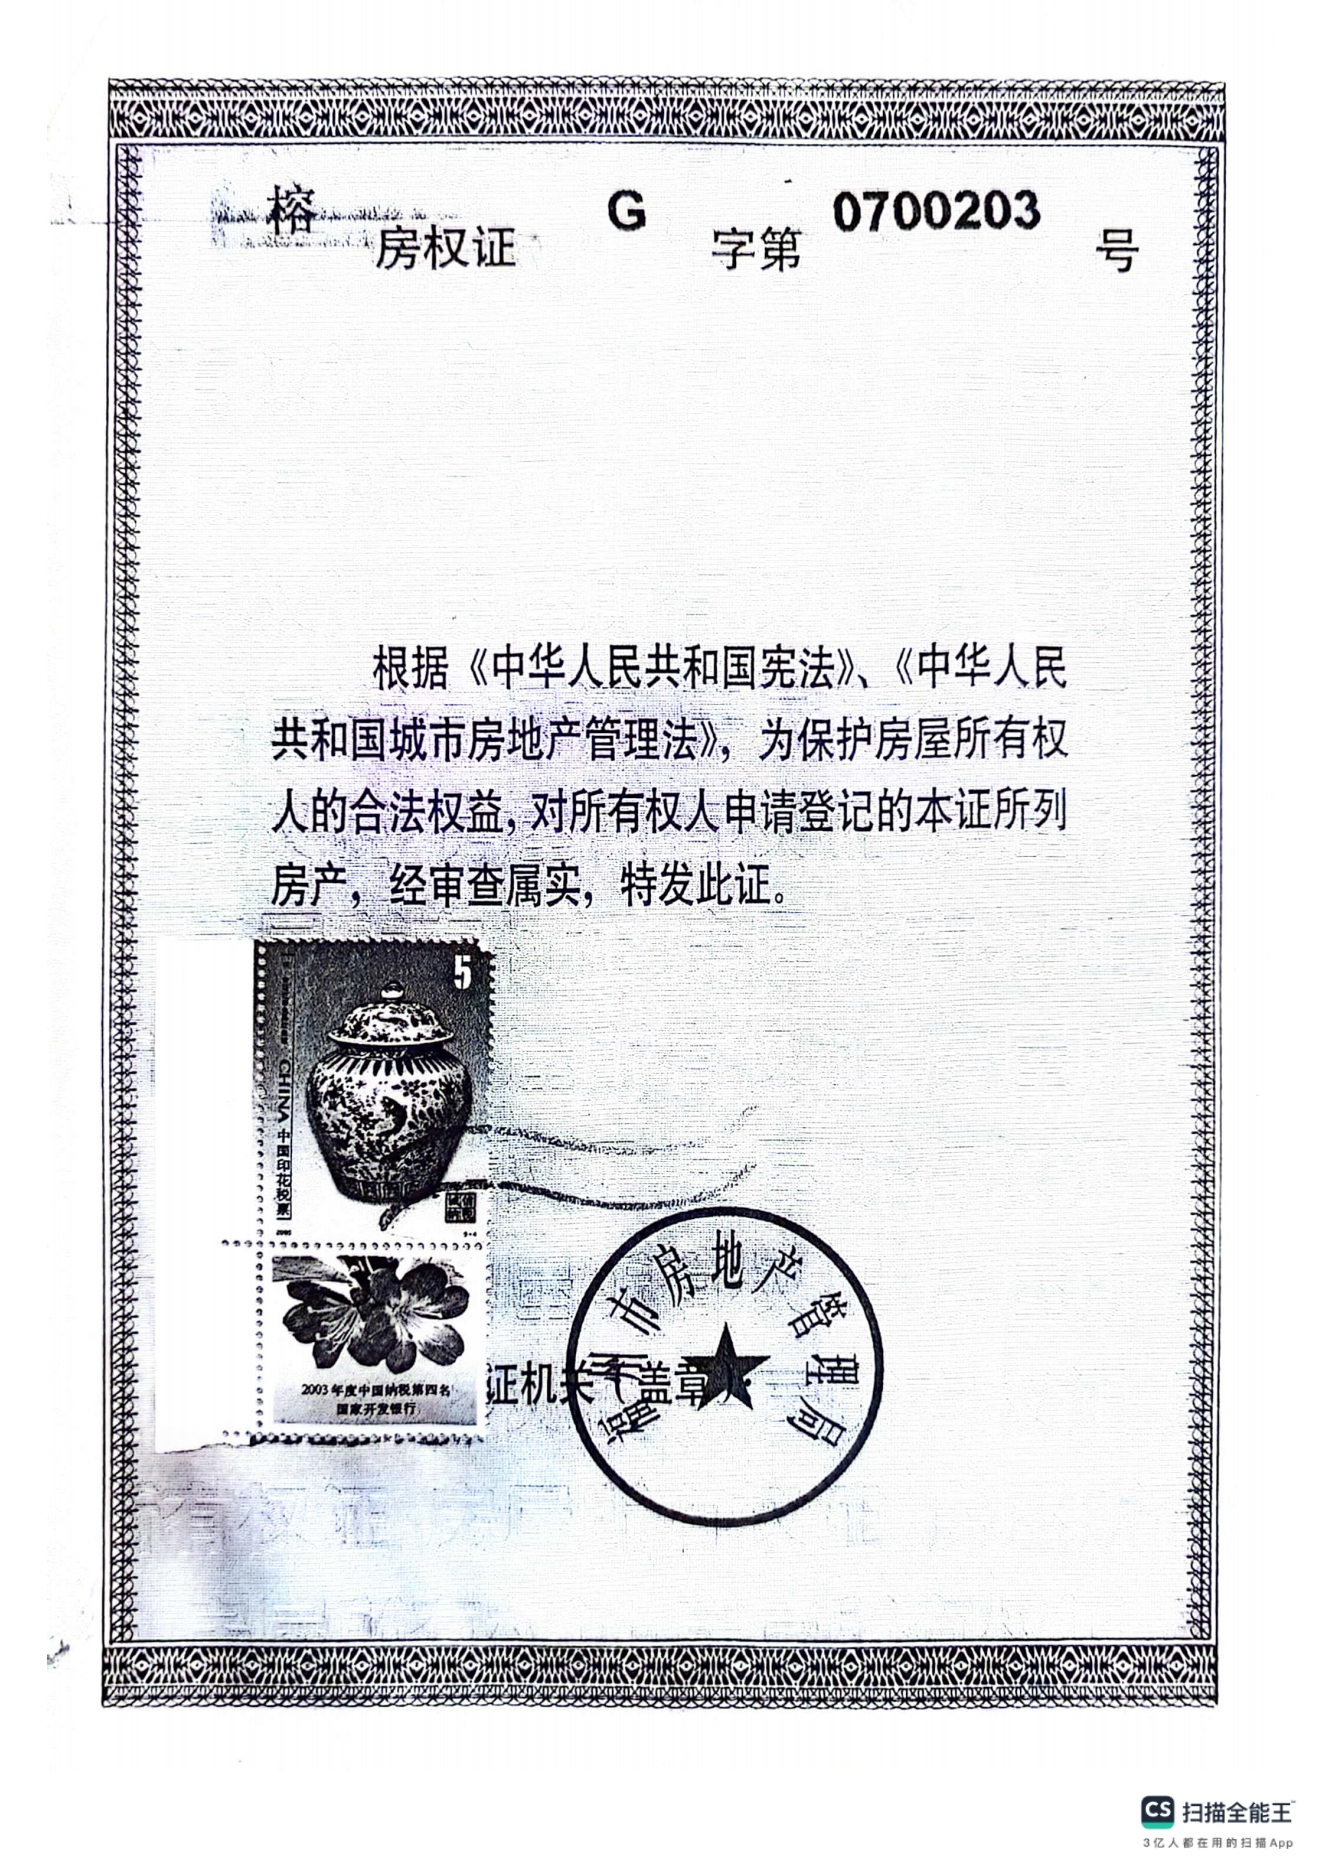 榕 房权证 G 字第 0700203 号
根据《中华人民共和国宪法》、《中华人民
共和国城市房地产管理法》，为保护房屋所有权
人的合法权益，对所有权人申请登记的本证所列
房产，经审查属实，特发此证。
5
CHINA 中国印花税票
9-4
2003年度中国纳税第四名
国家开发银行
证机关（盖章）：
福州市房地产管理局
CS 扫描全能王
3亿人都在用的扫描App